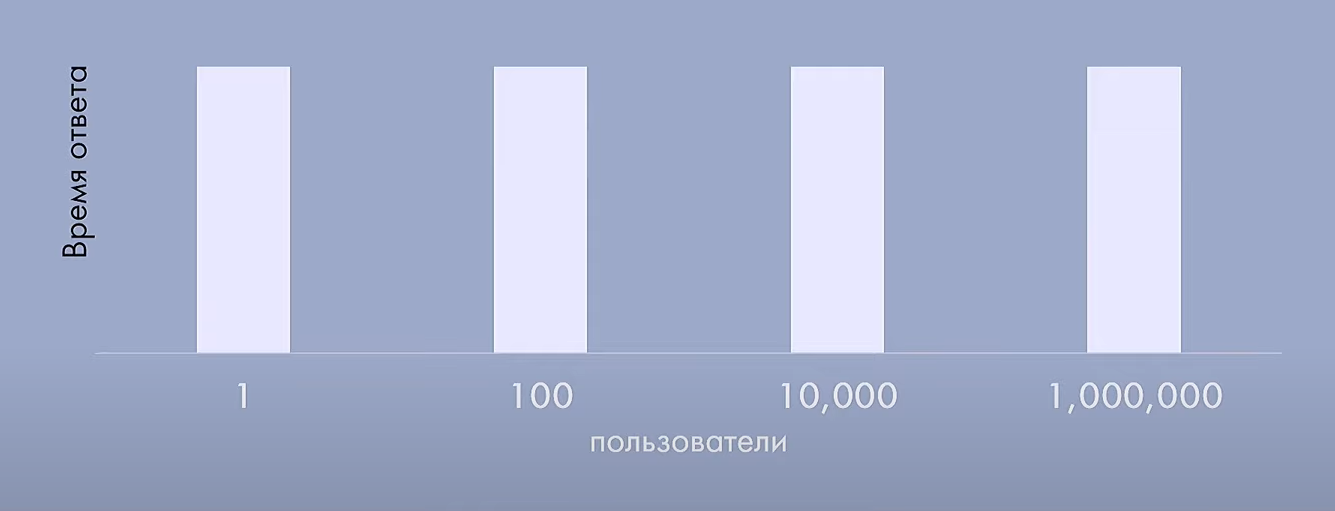 Время ответа
1
100
10,000
1,000,000
пользователи